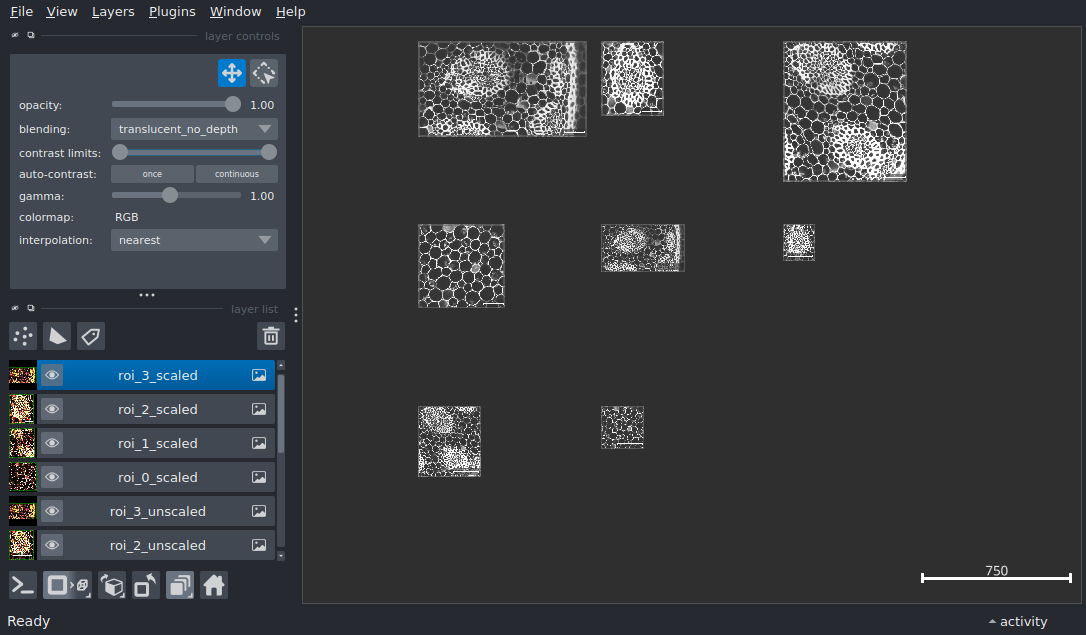 File View Layers Plugins Window Help
layer controls
opacity: 1.00
blending: translucent_no_depth
contrast limits:
auto-contrast: once continuous
gamma: 1.00
colormap: RGB
interpolation: nearest
layer list
roi_3_scaled
roi_2_scaled
roi_1_scaled
roi_0_scaled
roi_3_unscaled
roi_2_unscaled
750
Ready
activity